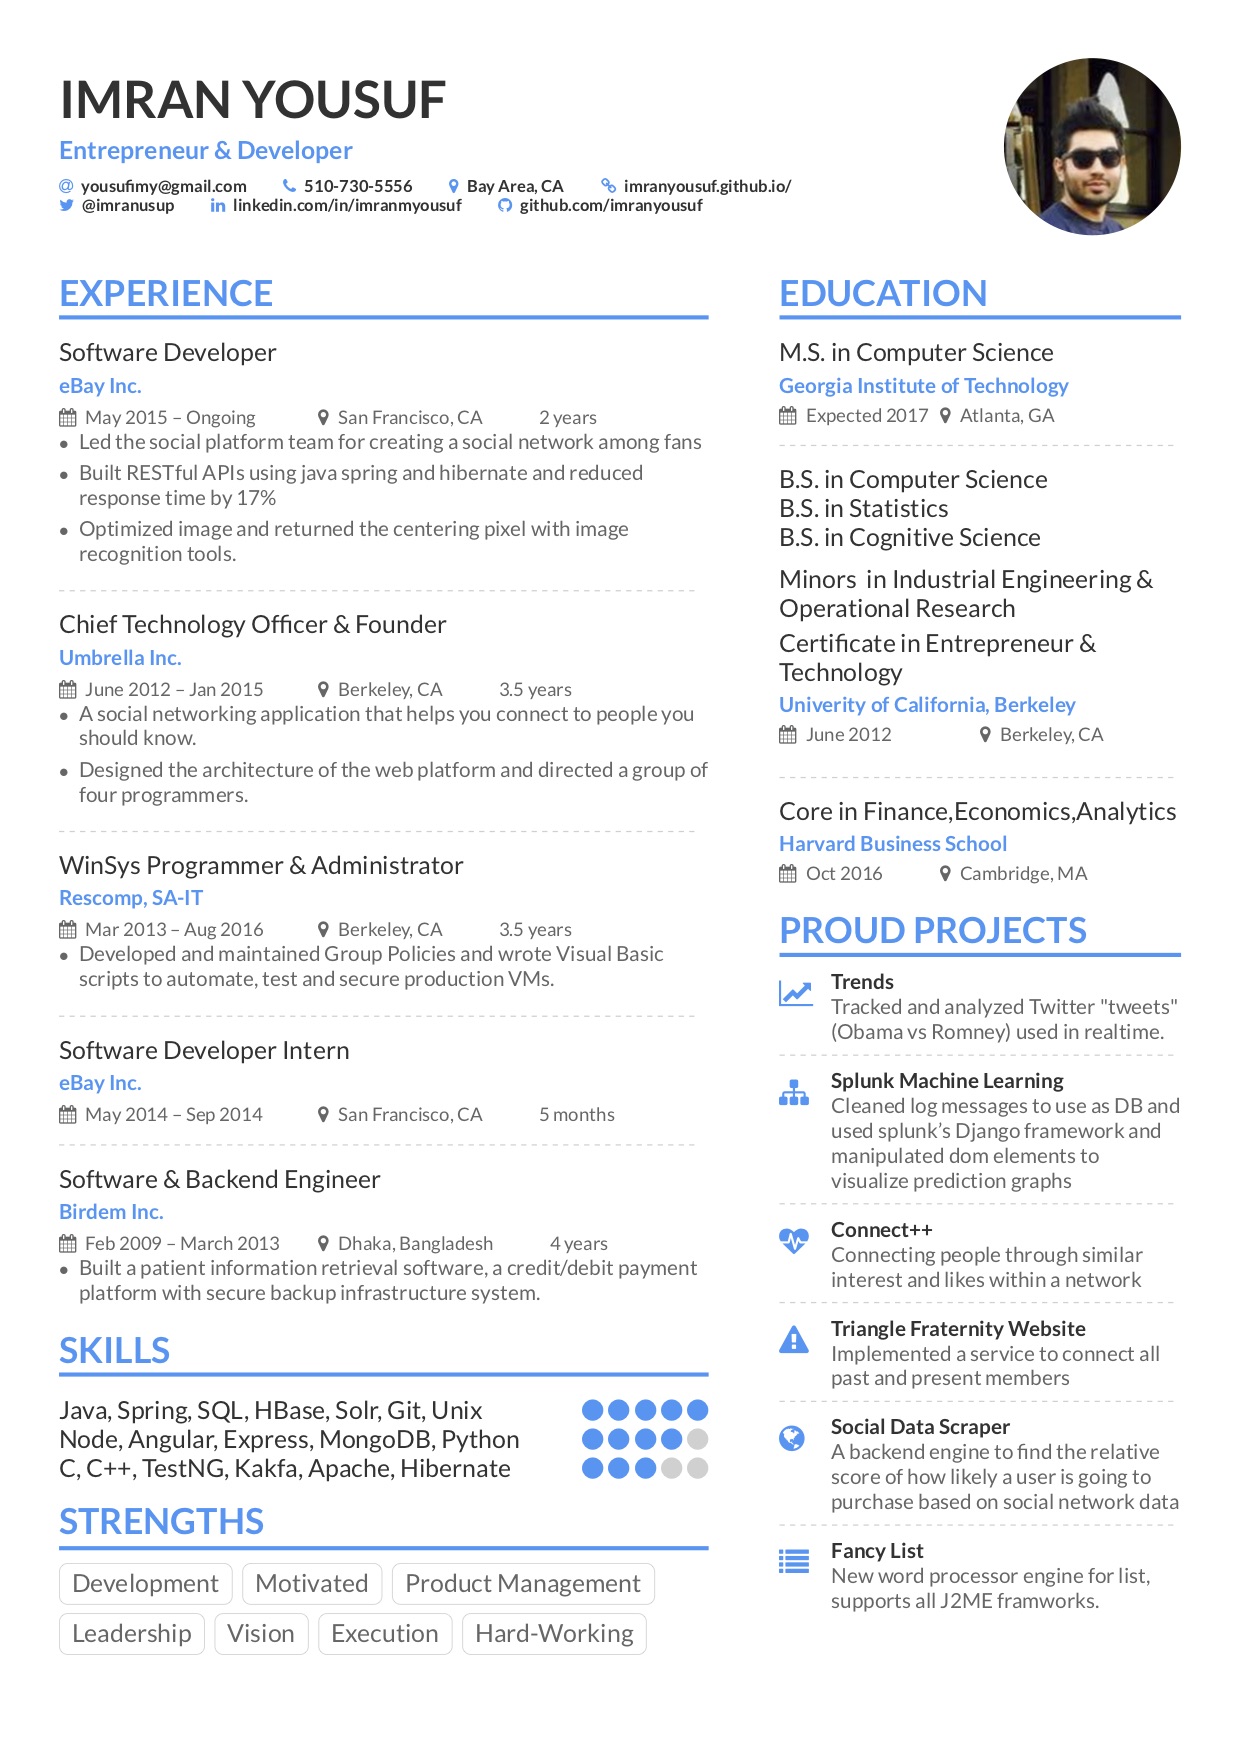 IMRAN YOUSUF
Entrepreneur & Developer
yousufimy@gmail.com 510-730-5556 Bay Area, CA imranyousuf.github.io/
@imranusup linkedin.com/in/imranmyousuf github.com/imranyousuf
EXPERIENCE
Software Developer
eBay Inc.
May 2015 – Ongoing San Francisco, CA 2 years
• Led the social platform team for creating a social network among fans
• Built RESTful APIs using java spring and hibernate and reduced
response time by 17%
• Optimized image and returned the centering pixel with image
recognition tools.
Chief Technology Officer & Founder
Umbrella Inc.
June 2012 – Jan 2015 Berkeley, CA 3.5 years
• A social networking application that helps you connect to people you
should know.
• Designed the architecture of the web platform and directed a group of
four programmers.
WinSys Programmer & Administrator
Rescomp, SA-IT
Mar 2013 – Aug 2016 Berkeley, CA 3.5 years
• Developed and maintained Group Policies and wrote Visual Basic
scripts to automate, test and secure production VMs.
Software Developer Intern
eBay Inc.
May 2014 – Sep 2014 San Francisco, CA 5 months
Software & Backend Engineer
Birdem Inc.
Feb 2009 – March 2013 Dhaka, Bangladesh 4 years
• Built a patient information retrieval software, a credit/debit payment
platform with secure backup infrastructure system.
SKILLS
Java, Spring, SQL, HBase, Solr, Git, Unix
Node, Angular, Express, MongoDB, Python
C, C++, TestNG, Kakfa, Apache, Hibernate
STRENGTHS
Development Motivated Product Management
Leadership Vision Execution Hard-Working
EDUCATION
M.S. in Computer Science
Georgia Institute of Technology
Expected 2017 Atlanta, GA
B.S. in Computer Science
B.S. in Statistics
B.S. in Cognitive Science
Minors in Industrial Engineering &
Operational Research
Certificate in Entrepreneur &
Technology
Univerity of California, Berkeley
June 2012 Berkeley, CA
Core in Finance,Economics,Analytics
Harvard Business School
Oct 2016 Cambridge, MA
PROUD PROJECTS
Trends
Tracked and analyzed Twitter "tweets"
(Obama vs Romney) used in realtime.
Splunk Machine Learning
Cleaned log messages to use as DB and
used splunk’s Django framework and
manipulated dom elements to
visualize prediction graphs
Connect++
Connecting people through similar
interest and likes within a network
Triangle Fraternity Website
Implemented a service to connect all
past and present members
Social Data Scraper
A backend engine to find the relative
score of how likely a user is going to
purchase based on social network data
Fancy List
New word processor engine for list,
supports all J2ME framworks.